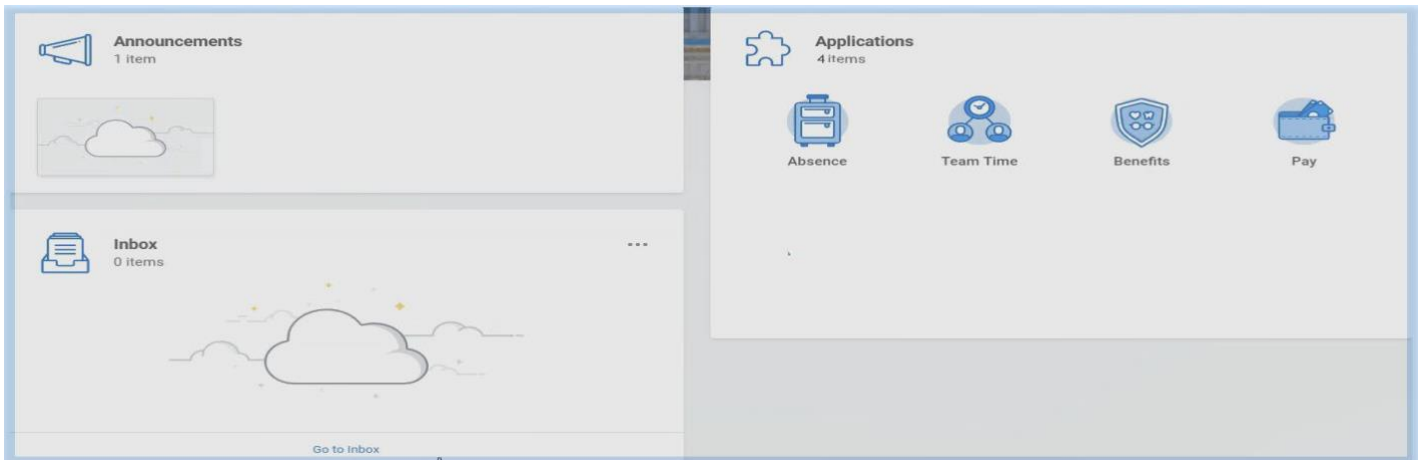 Announcements
1 item
Inbox
0 items
Go to Inbox
Applications
4 items
Absence Team Time Benefits Pay